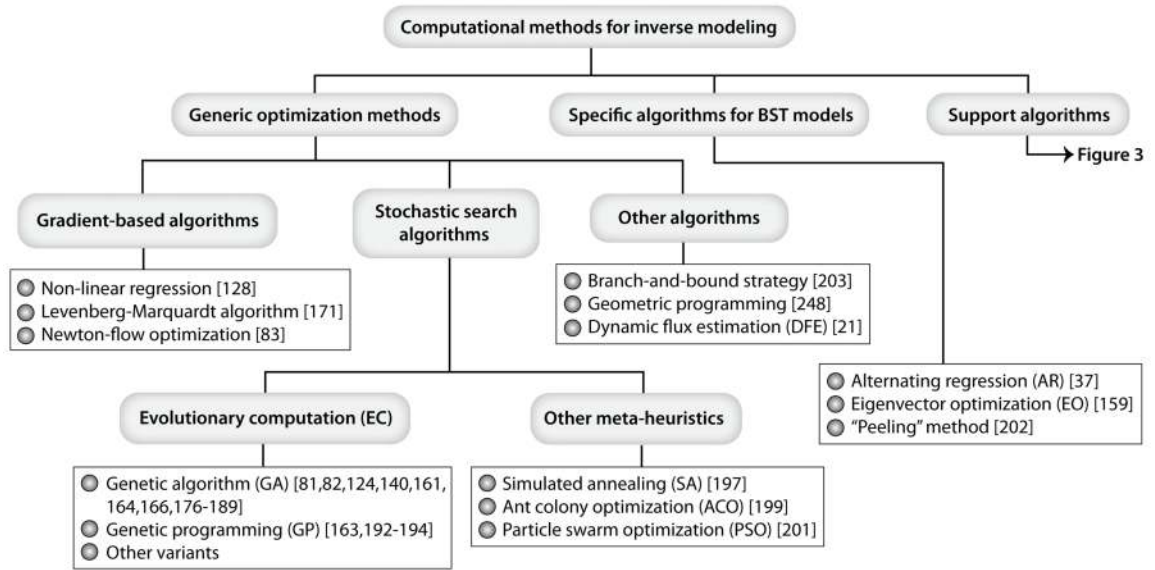 Computational methods for inverse modeling
Generic optimization methods
Specific algorithms for BST models
Support algorithms
Figure 3
Gradient-based algorithms
Stochastic search
algorithms
Other algorithms
Non-linear regression [128]
Levenberg-Marquardt algorithm [171]
Newton-flow optimization [83]
Branch-and-bound strategy [203]
Geometric programming [248]
Dynamic flux estimation (DFE) [21]
Alternating regression (AR) [37]
Eigenvector optimization (EO) [159]
“Peeling” method [202]
Evolutionary computation (EC)
Other meta-heuristics
Genetic algorithm (GA) [81,82,124,140,161,
164,166,176-189]
Genetic programming (GP) [163,192-194]
Other variants
Simulated annealing (SA) [197]
Ant colony optimization (ACO) [199]
Particle swarm optimization (PSO) [201]